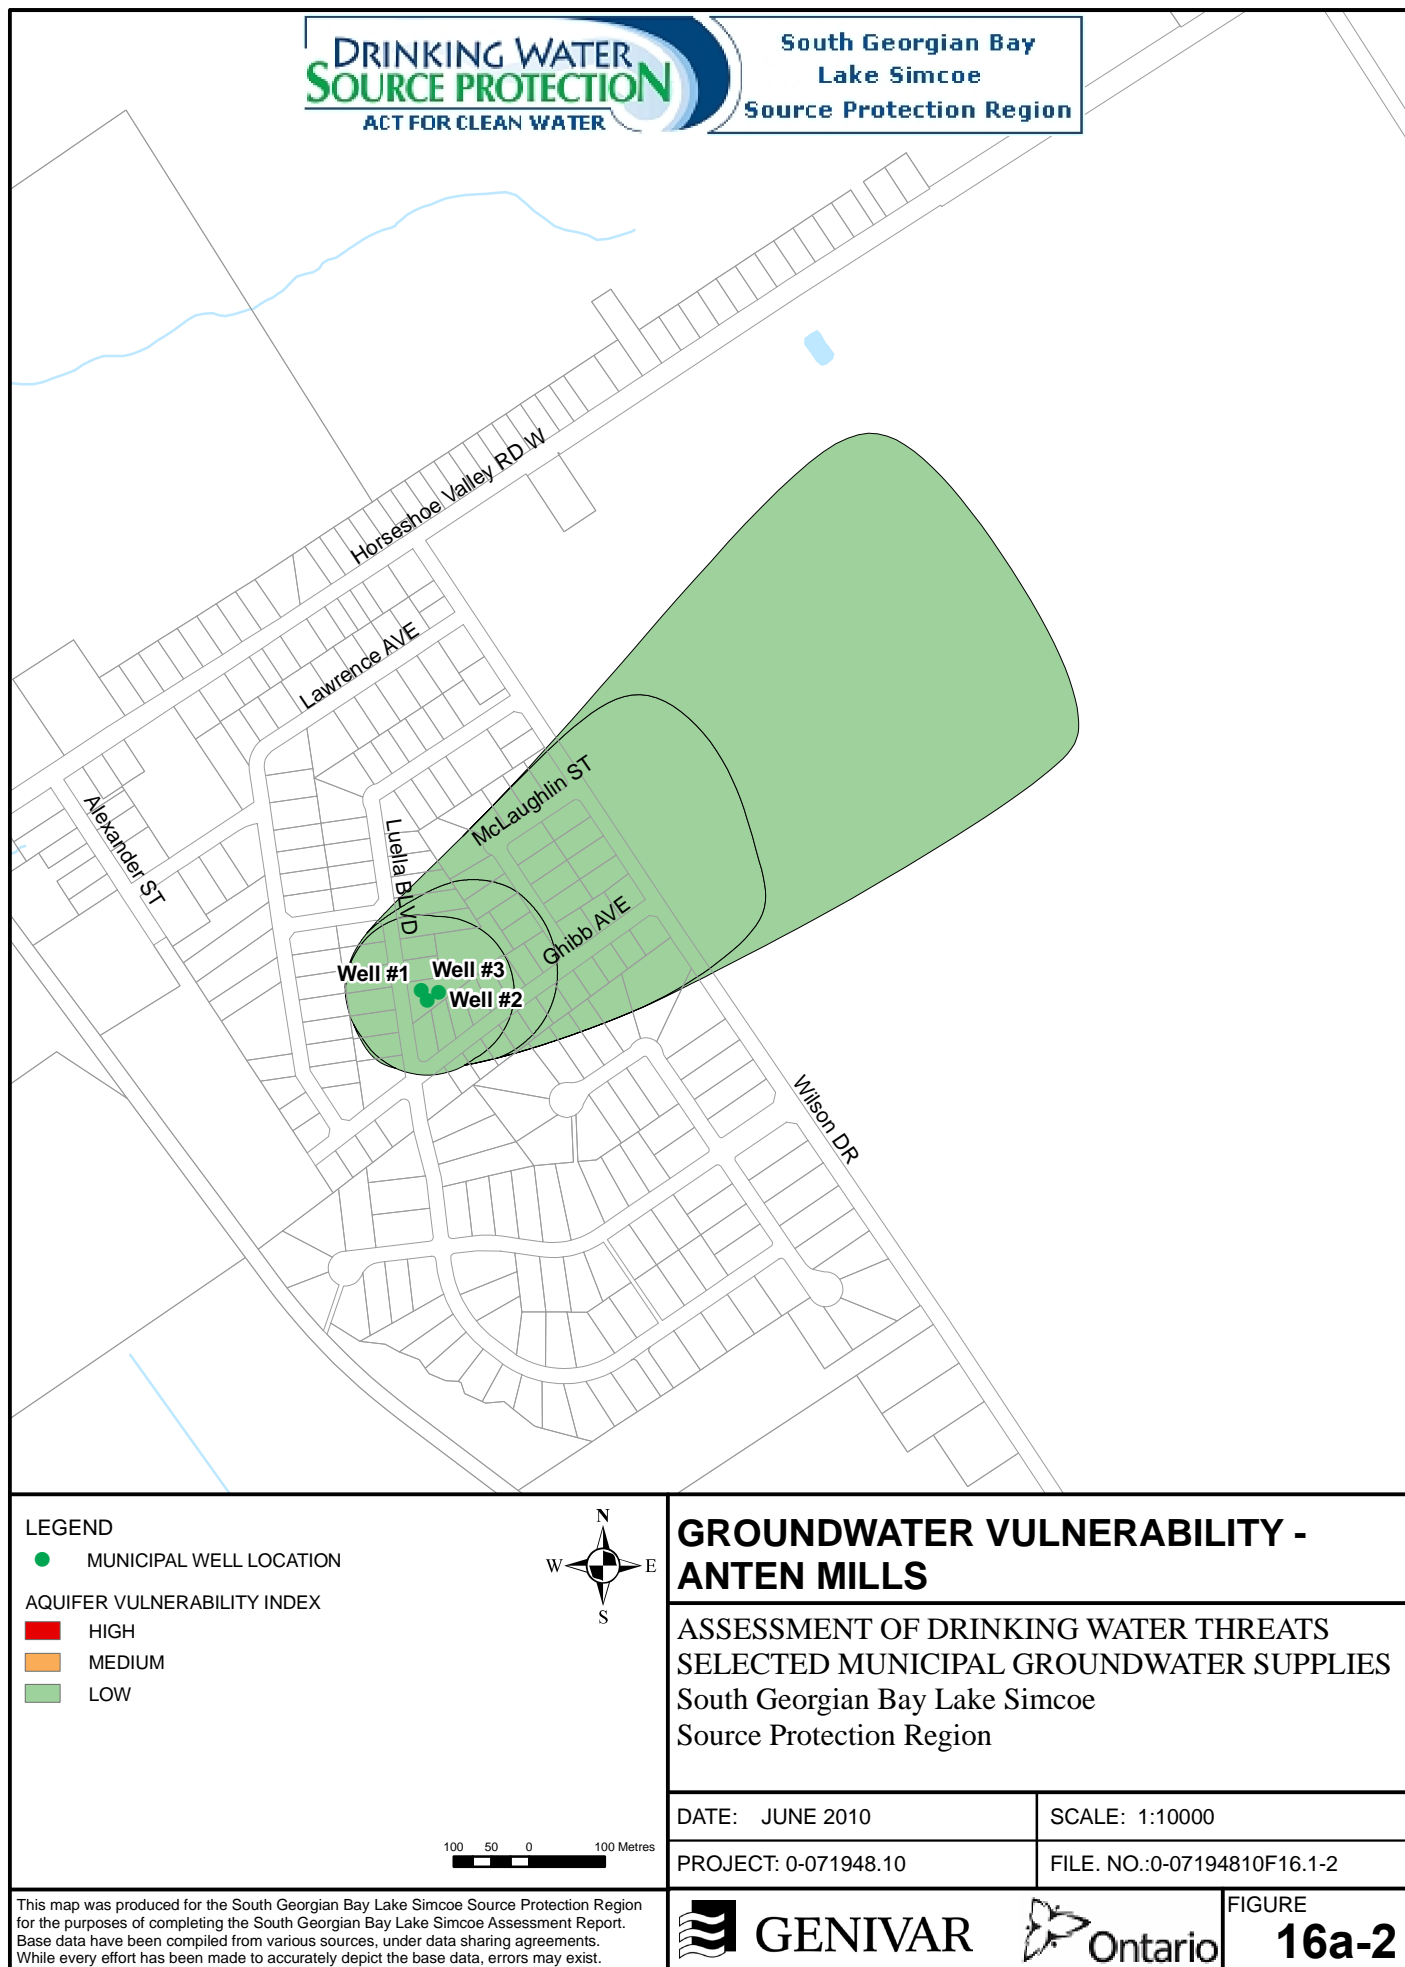 DRINKING WATER
SOURCE PROTECTION
ACT FOR CLEAN WATER
South Georgian Bay
Lake Simcoe
Source Protection Region
Horseshoe Valley RD W
Lawrence AVE
Alexander ST
Luella BLVD
McLaughlin ST
Ghibb AVE
Well #1
Well #3
Well #2
Wilson DR
LEGEND
MUNICIPAL WELL LOCATION
AQUIFER VULNERABILITY INDEX
HIGH
MEDIUM
LOW
N
W E
S
100 50 0 100 Metres
GROUNDWATER VULNERABILITY -
ANTEN MILLS
ASSESSMENT OF DRINKING WATER THREATS
SELECTED MUNICIPAL GROUNDWATER SUPPLIES
South Georgian Bay Lake Simcoe
Source Protection Region
DATE: JUNE 2010
SCALE: 1:10000
PROJECT: 0-071948.10
FILE. NO.:0-07194810F16.1-2
This map was produced for the South Georgian Bay Lake Simcoe Source Protection Region
for the purposes of completing the South Georgian Bay Lake Simcoe Assessment Report.
Base data have been compiled from various sources, under data sharing agreements.
While every effort has been made to accurately depict the base data, errors may exist.
GENIVAR
Ontario
FIGURE
16a-2